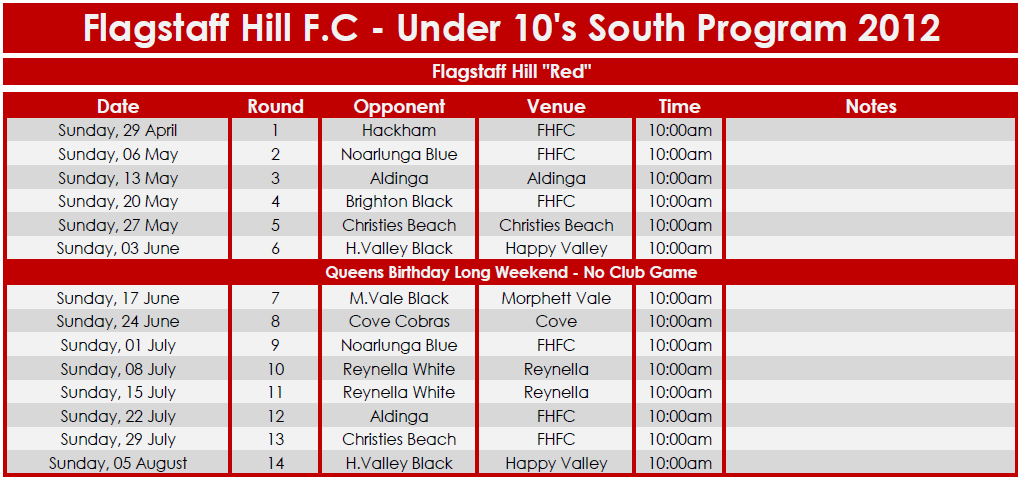 Flagstaff Hill F.C - Under 10's South Program 2012
Flagstaff Hill "Red"
Date Round Opponent Venue Time Notes
Sunday, 29 April 1 Hackham FHFC 10:00am
Sunday, 06 May 2 Noarlunga Blue FHFC 10:00am
Sunday, 13 May 3 Aldinga Aldinga 10:00am
Sunday, 20 May 4 Brighton Black FHFC 10:00am
Sunday, 27 May 5 Christies Beach Christies Beach 10:00am
Sunday, 03 June 6 H.Valley Black Happy Valley 10:00am
Queens Birthday Long Weekend - No Club Game
Sunday, 17 June 7 M.Vale Black Morphett Vale 10:00am
Sunday, 24 June 8 Cove Cobras Cove 10:00am
Sunday, 01 July 9 Noarlunga Blue FHFC 10:00am
Sunday, 08 July 10 Reynella White Reynella 10:00am
Sunday, 15 July 11 Reynella White Reynella 10:00am
Sunday, 22 July 12 Aldinga FHFC 10:00am
Sunday, 29 July 13 Christies Beach FHFC 10:00am
Sunday, 05 August 14 H.Valley Black Happy Valley 10:00am